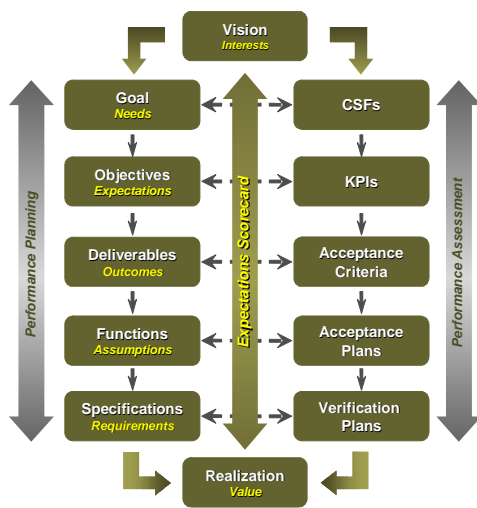 Vision
Interests
Goal
Needs
CSFs
Objectives
Expectations
KPIs
Deliverables
Outcomes
Acceptance
Criteria
Functions
Assumptions
Acceptance
Plans
Specifications
Requirements
Verification
Plans
Realization
Value
Performance Planning
Expectations Scorecard
Performance Assessment